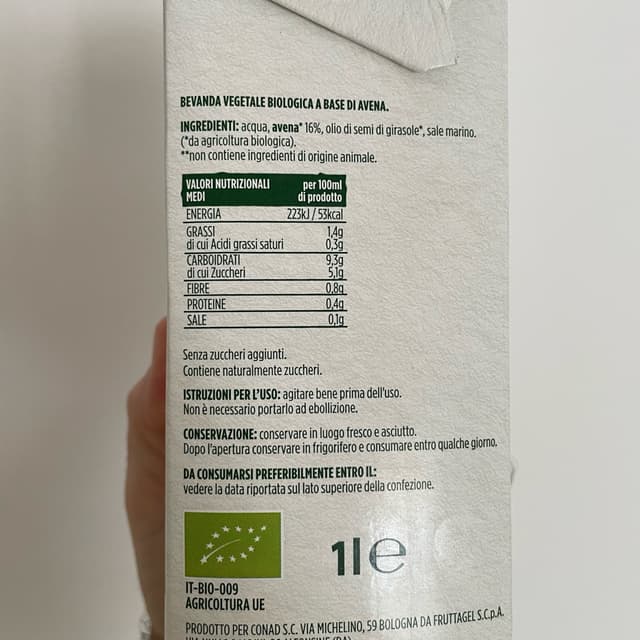 BEVANDA VEGETALE BIOLOGICA A BASE DI AVENA.
INGREDIENTI: acqua, avena* 16%, olio di semi di girasole*, sale marino.
(*da agricoltura biologica).
**non contiene ingredienti di origine animale.
VALORI NUTRIZIONALI per 100ml
MEDI di prodotto
ENERGIA 223kJ / 53kcal
GRASSI 1,4g
di cui Acidi grassi saturi 0,3g
CARBOIDRATI 9,3g
di cui Zuccheri 5,1g
FIBRE 0,8g
PROTEINE 0,4g
SALE 0,1g
Senza zuccheri aggiunti.
Contiene naturalmente zuccheri.
ISTRUZIONI PER L'USO: agitare bene prima dell'uso.
Non è necessario portarlo ad ebollizione.
CONSERVAZIONE: conservare in luogo fresco e asciutto.
Dopo l'apertura conservare in frigorifero e consumare entro qualche giorno.
DA CONSUMARSI PREFERIBILMENTE ENTRO IL:
vedere la data riportata sul lato superiore della confezione.
1l e
IT-BIO-009
AGRICOLTURA UE
PRODOTTO PER CONAD S.C. VIA MICHELINO, 59 BOLOGNA DA FRUTTAGEL S.C.p.A.